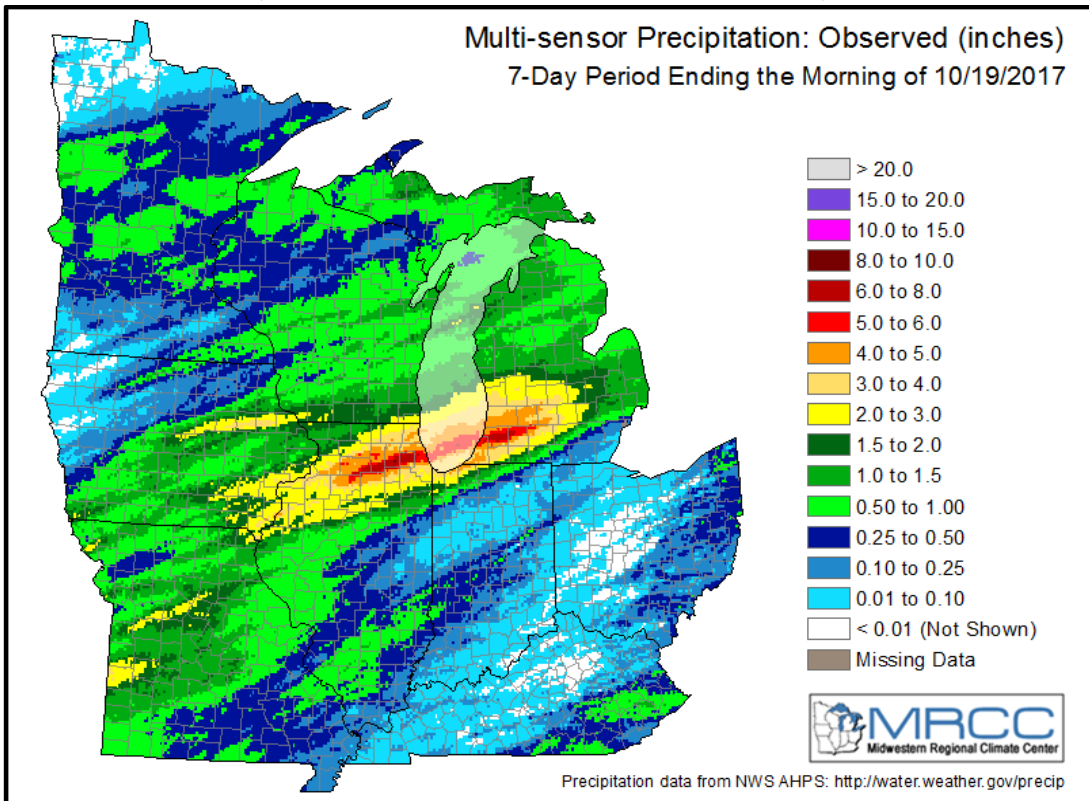 Multi-sensor Precipitation: Observed (inches)
7-Day Period Ending the Morning of 10/19/2017
> 20.0
15.0 to 20.0
10.0 to 15.0
8.0 to 10.0
6.0 to 8.0
5.0 to 6.0
4.0 to 5.0
3.0 to 4.0
2.0 to 3.0
1.5 to 2.0
1.0 to 1.5
0.50 to 1.00
0.25 to 0.50
0.10 to 0.25
0.01 to 0.10
< 0.01 (Not Shown)
Missing Data
MRCC
Midwestern Regional Climate Center
Precipitation data from NWS AHPS: http://water.weather.gov/precip